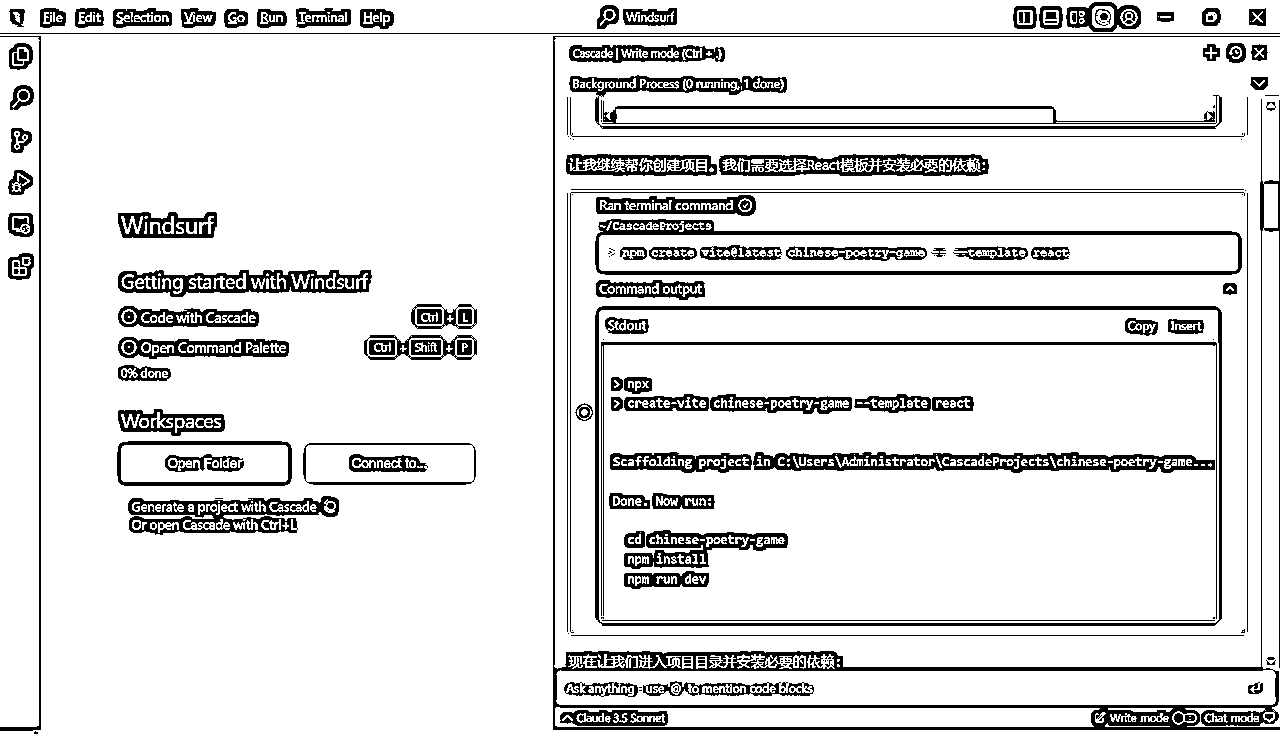 File Edit Selection View Go Run Terminal Help
Windsurf
Windsurf
Getting started with Windsurf
Code with Cascade Ctrl + L
Open Command Palette Ctrl + Shift + P
0% done
Workspaces
Open Folder Connect to...
Generate a project with Cascade
Or open Cascade with Ctrl+L
Cascade | Write mode (Ctrl + .)
Background Process (0 running, 1 done)
让我继续帮你创建项目。我们需要选择React模板并安装必要的依赖:
Ran terminal command
~/CascadeProjects
> npm create vite@latest chinese-poetry-game -- --template react
Command output
Stdout Copy Insert
> npx
> create-vite chinese-poetry-game --template react
Scaffolding project in C:\Users\Administrator\CascadeProjects\chinese-poetry-game...
Done. Now run:
cd chinese-poetry-game
npm install
npm run dev
现在让我们进入项目目录并安装必要的依赖:
Ask anything - use @ to mention code blocks
Claude 3.5 Sonnet Write mode Chat mode